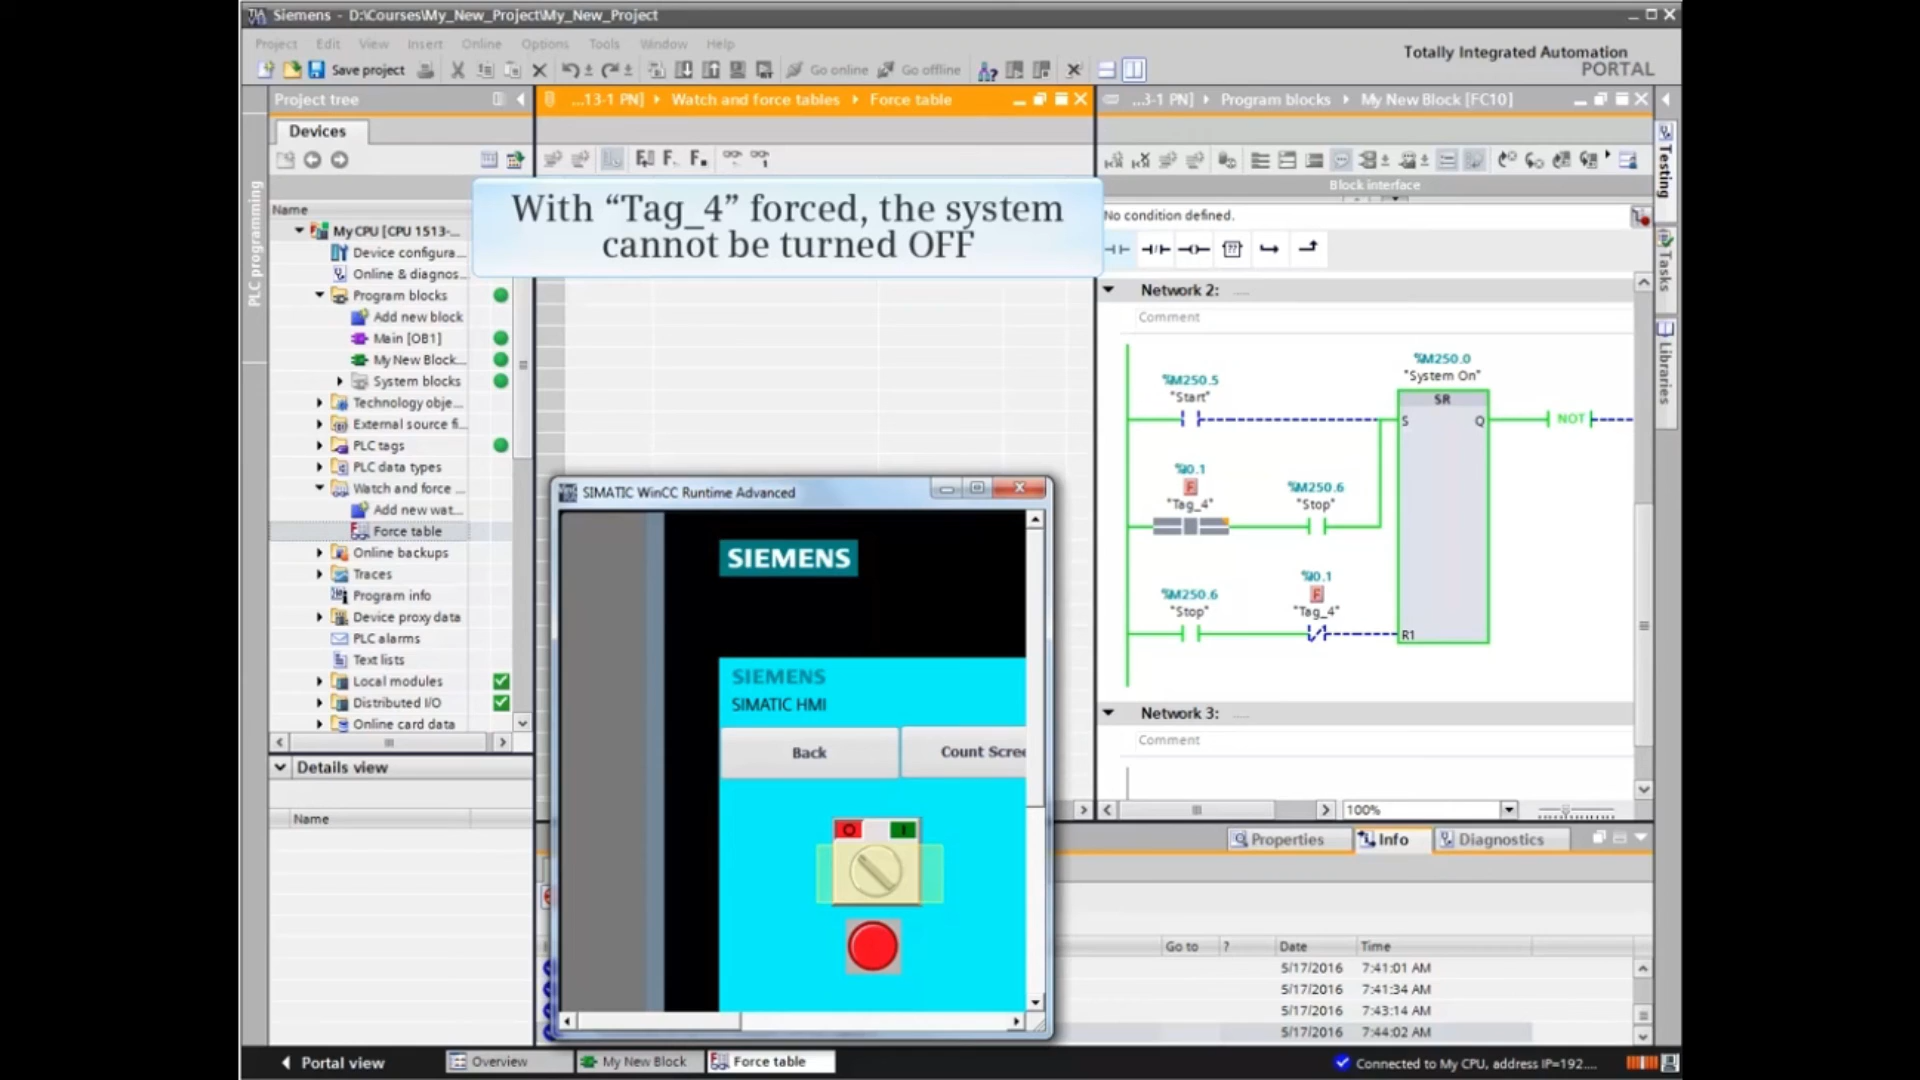 Siemens - D:\Courses\My_New_Project\My_New_Project
Project Edit View Insert Online Options Tools Window Help
Totally Integrated Automation
PORTAL
Save project
Go online
Go offline
Project tree
...13-1 PN] Watch and force tables Force table
...3-1 PN] Program blocks My New Block [FC10]
Devices
PLC programming
Testing
Tasks
Libraries
Block interface
With “Tag_4” forced, the system
cannot be turned OFF
No condition defined.
Name
My CPU [CPU 1513-...
Device configura...
Online & diagnos...
Program blocks
Add new block
Main [OB1]
My New Block...
System blocks
Technology obje...
External source fi...
PLC tags
PLC data types
Watch and force ...
Add new wat...
Force table
Online backups
Traces
Program info
Device proxy data
PLC alarms
Text lists
Local modules
Distributed I/O
Online card data
Details view
Name
Network 2: .....
Comment
%M250.0
"System On"
%M250.5
"Start"
SR
S
Q
NOT
%I0.1
F
"Tag_4"
%M250.6
"Stop"
%I0.1
F
"Tag_4"
%M250.6
"Stop"
R1
Network 3: .....
Comment
100%
SIMATIC WinCC Runtime Advanced
SIEMENS
SIEMENS
SIMATIC HMI
Back
Count Scree
O I
Properties
Info
Diagnostics
Go to ? Date Time
5/17/2016 7:41:01 AM
5/17/2016 7:41:34 AM
5/17/2016 7:43:14 AM
5/17/2016 7:44:02 AM
Portal view
Overview
My New Block
Force table
Connected to My CPU, address IP=192....